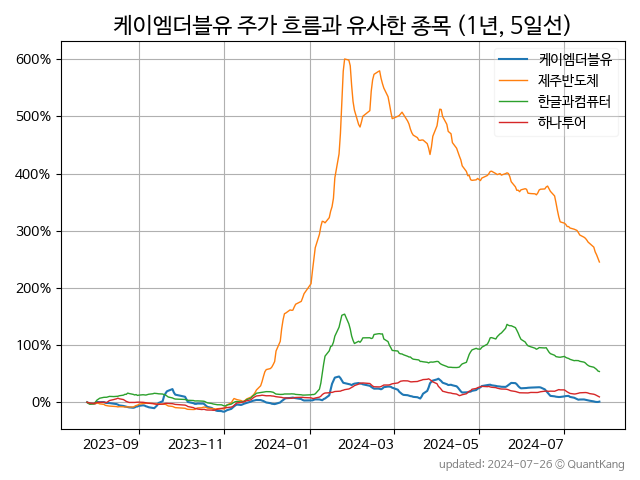 케이엠더블유 주가 흐름과 유사한 종목 (1년, 5일선)
케이엠더블유
제주반도체
한글과컴퓨터
하나투어
600%
500%
400%
300%
200%
100%
0%
2023-09 2023-11 2024-01 2024-03 2024-05 2024-07
updated: 2024-07-26 © QuantKang